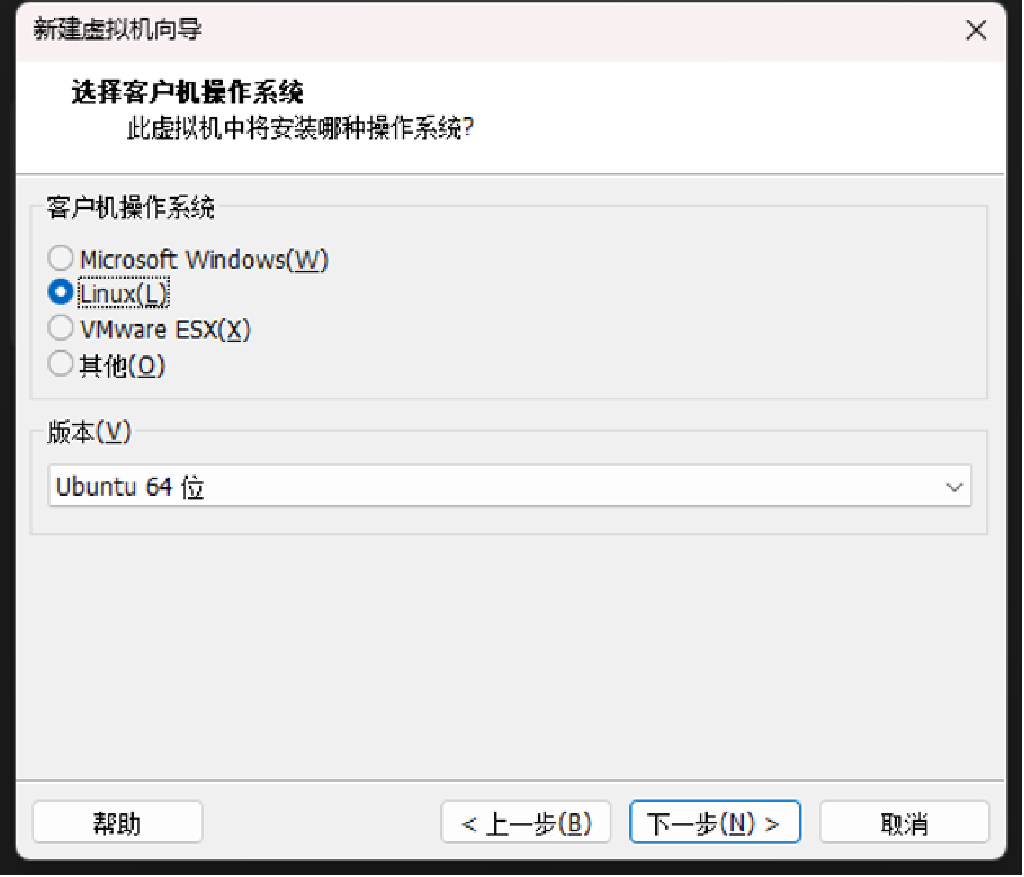 新建虚拟机向导
选择客户机操作系统
此虚拟机中将安装哪种操作系统?
客户机操作系统
Microsoft Windows(W)
Linux(L)
VMware ESX(X)
其他(O)
版本(V)
Ubuntu 64 位
帮助
< 上一步(B)
下一步(N) >
取消